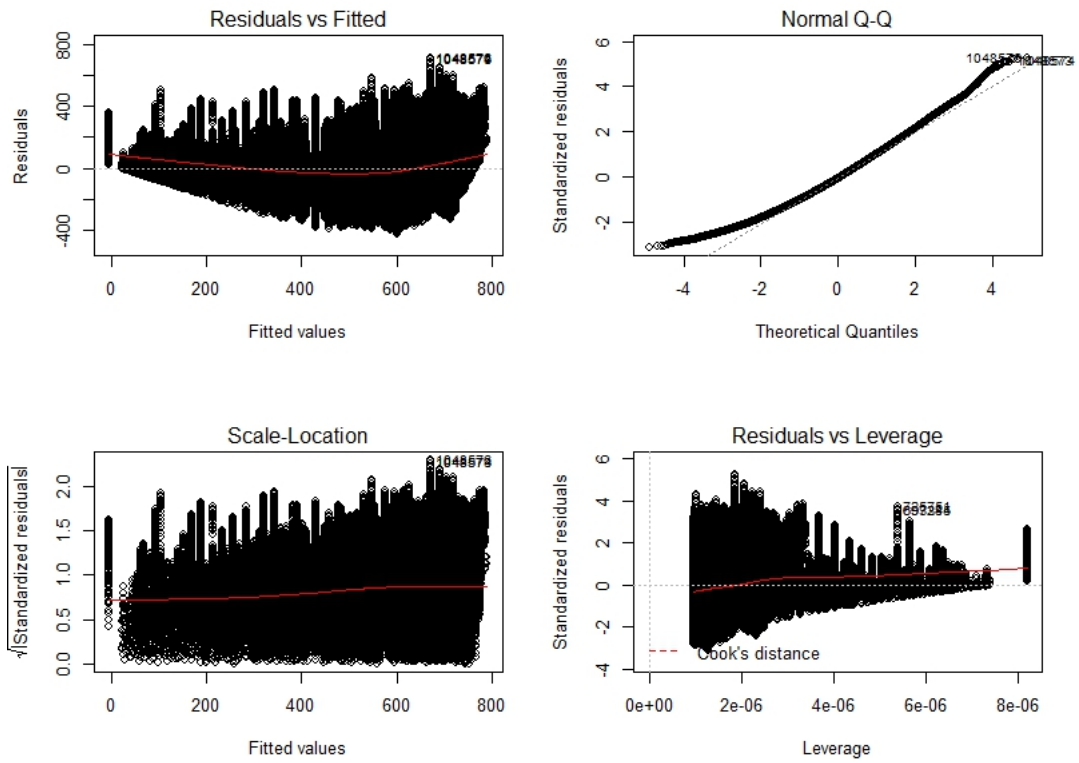 Residuals vs Fitted
Residuals
800
400
0
-400
0 200 400 600 800
Fitted values
Normal Q-Q
Standardized residuals
6
4
2
0
-2
-4 -2 0 2 4
Theoretical Quantiles
Scale-Location
√|Standardized residuals|
2.0
1.5
1.0
0.5
0.0
0 200 400 600 800
Fitted values
Residuals vs Leverage
Standardized residuals
6
4
2
0
-2
-4
Cook's distance
0e+00 2e-06 4e-06 6e-06 8e-06
Leverage